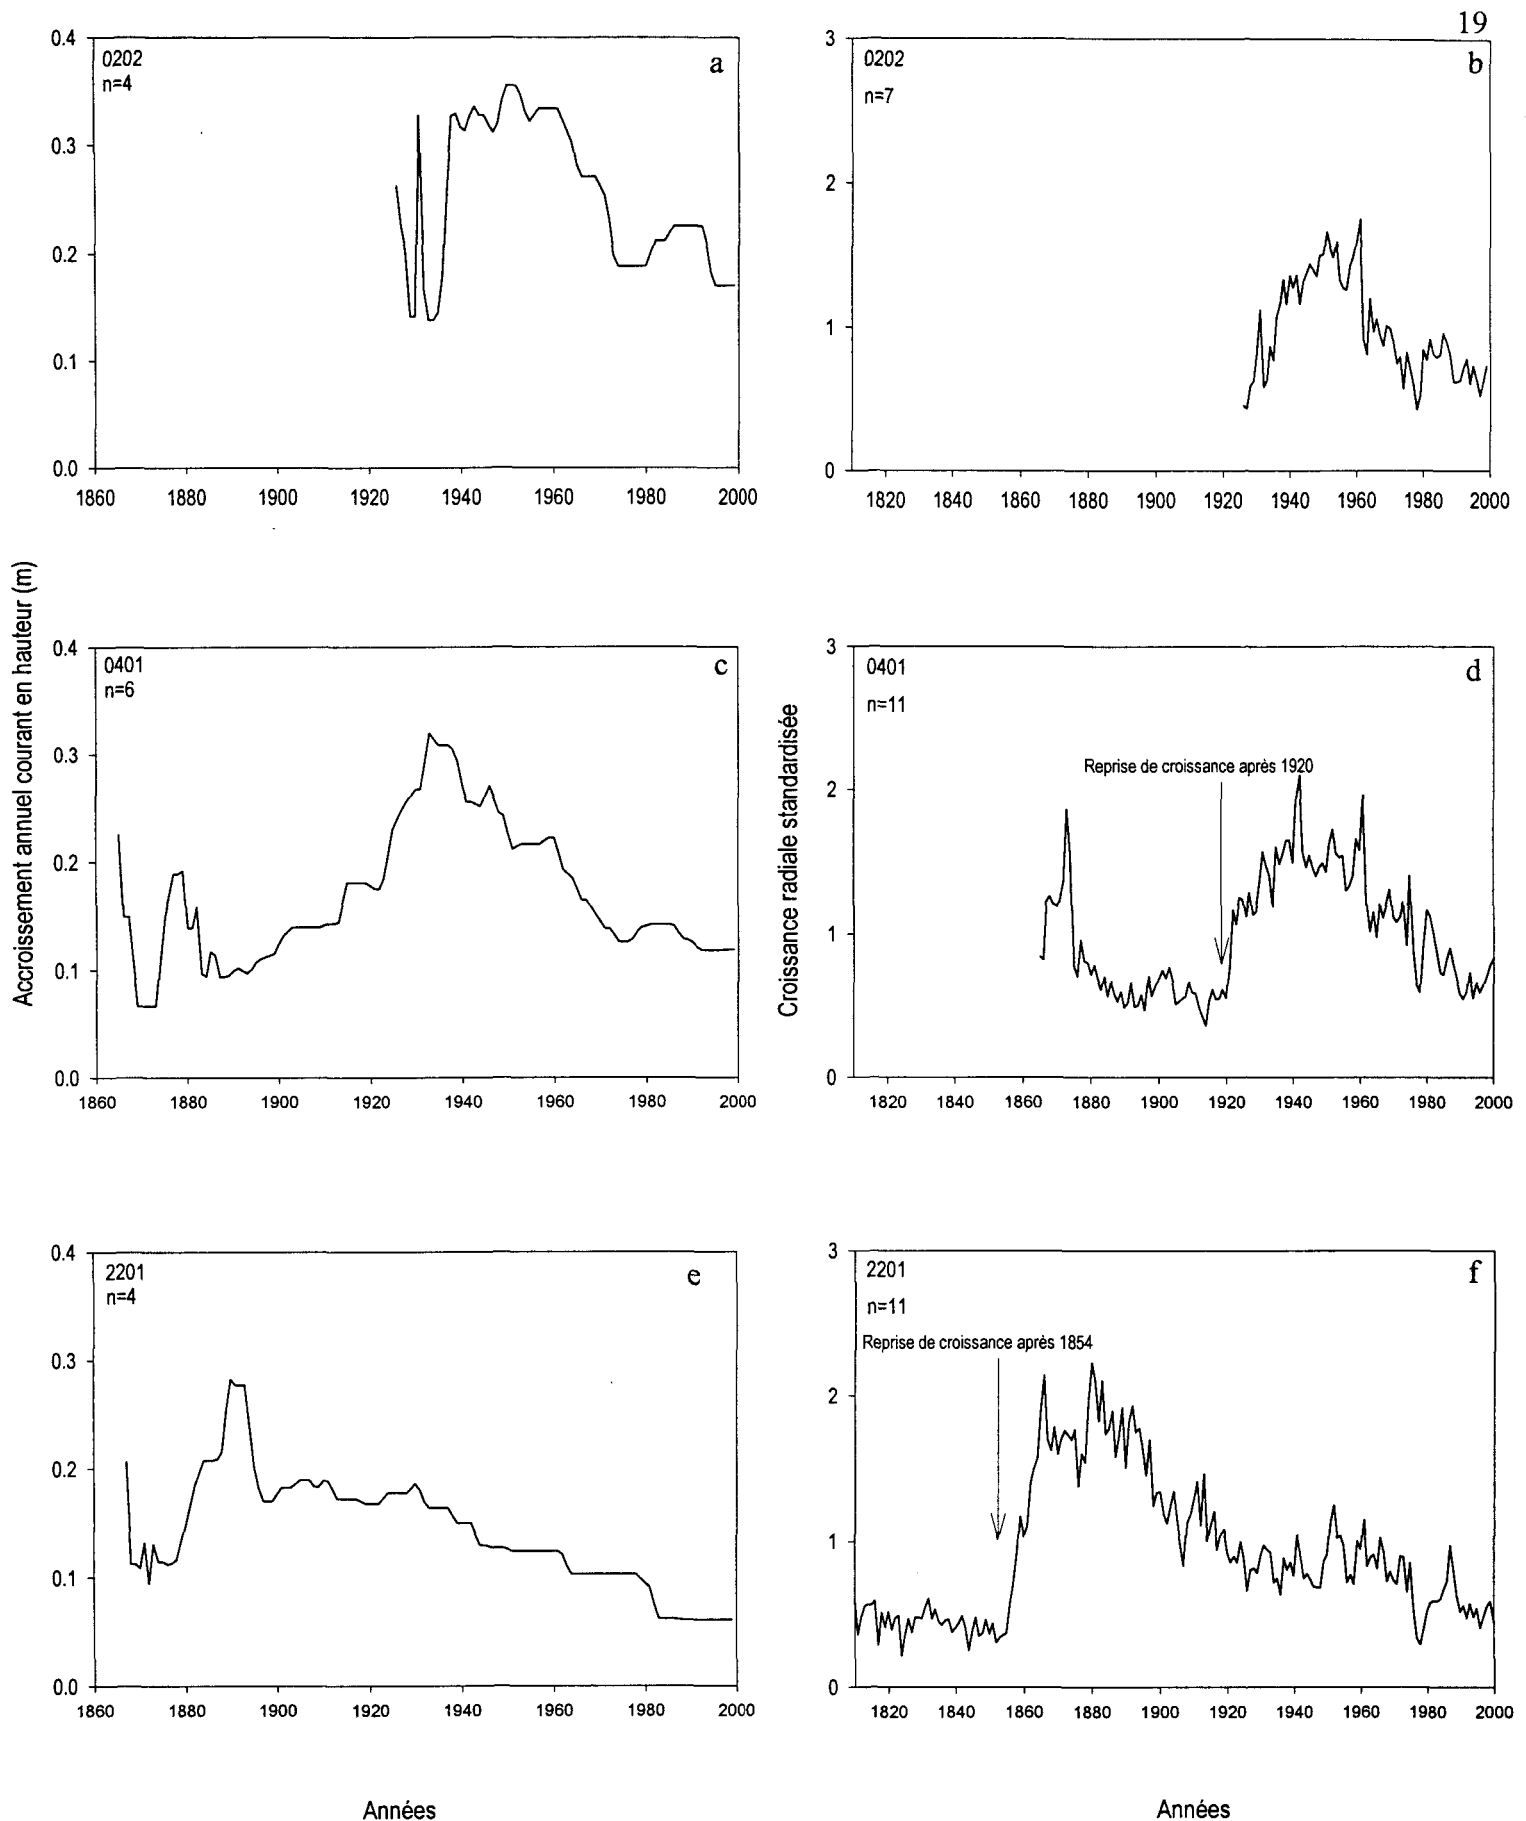 19
0.4
0.3
0.2
0.1
0.0
0202
n=4
a
1860 1880 1900 1920 1940 1960 1980 2000
3
2
1
0
0202
n=7
b
1820 1840 1860 1880 1900 1920 1940 1960 1980 2000
Accroissement annuel courant en hauteur (m)
0.4
0.3
0.2
0.1
0.0
0401
n=6
c
1860 1880 1900 1920 1940 1960 1980 2000
Croissance radiale standardisée
3
2
1
0
0401
n=11
d
Reprise de croissance après 1920
1820 1840 1860 1880 1900 1920 1940 1960 1980 2000
0.4
0.3
0.2
0.1
0.0
2201
n=4
e
1860 1880 1900 1920 1940 1960 1980 2000
Années
3
2
1
0
2201
n=11
f
Reprise de croissance après 1854
1820 1840 1860 1880 1900 1920 1940 1960 1980 2000
Années